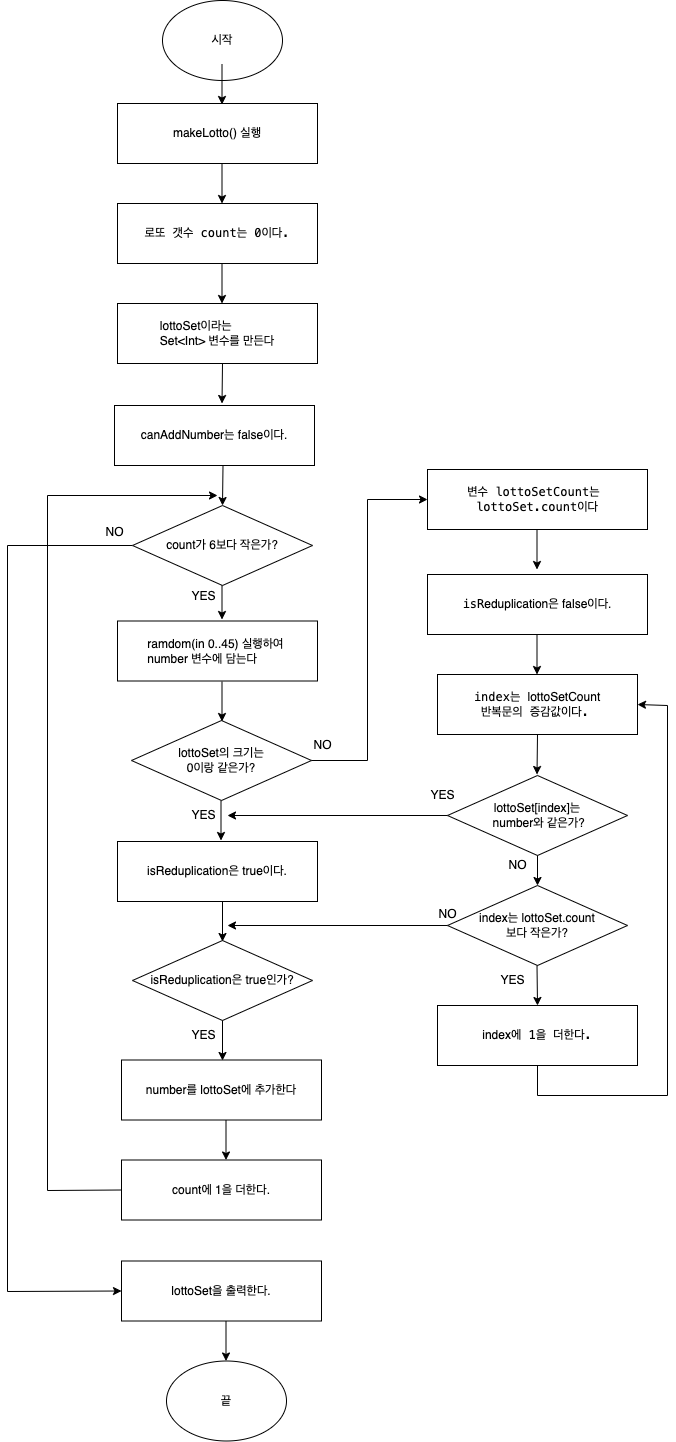 시작
makeLotto() 실행
로또 갯수 count는 0이다.
lottoSet이라는
Set<Int> 변수를 만든다
canAddNumber는 false이다.
count가 6보다 작은가?
NO
YES
ramdom(in 0..45) 실행하여
number 변수에 담는다
lottoSet의 크기는
0이랑 같은가?
NO
YES
isReduplication은 true이다.
isReduplication은 true인가?
YES
number를 lottoSet에 추가한다
count에 1을 더한다.
lottoSet을 출력한다.
끝
변수 lottoSetCount는
lottoSet.count이다
isReduplication은 false이다.
index는 lottoSetCount
반복문의 증감값이다.
lottoSet[index]는
number와 같은가?
YES
NO
index는 lottoSet.count
보다 작은가?
NO
YES
index에 1을 더한다.